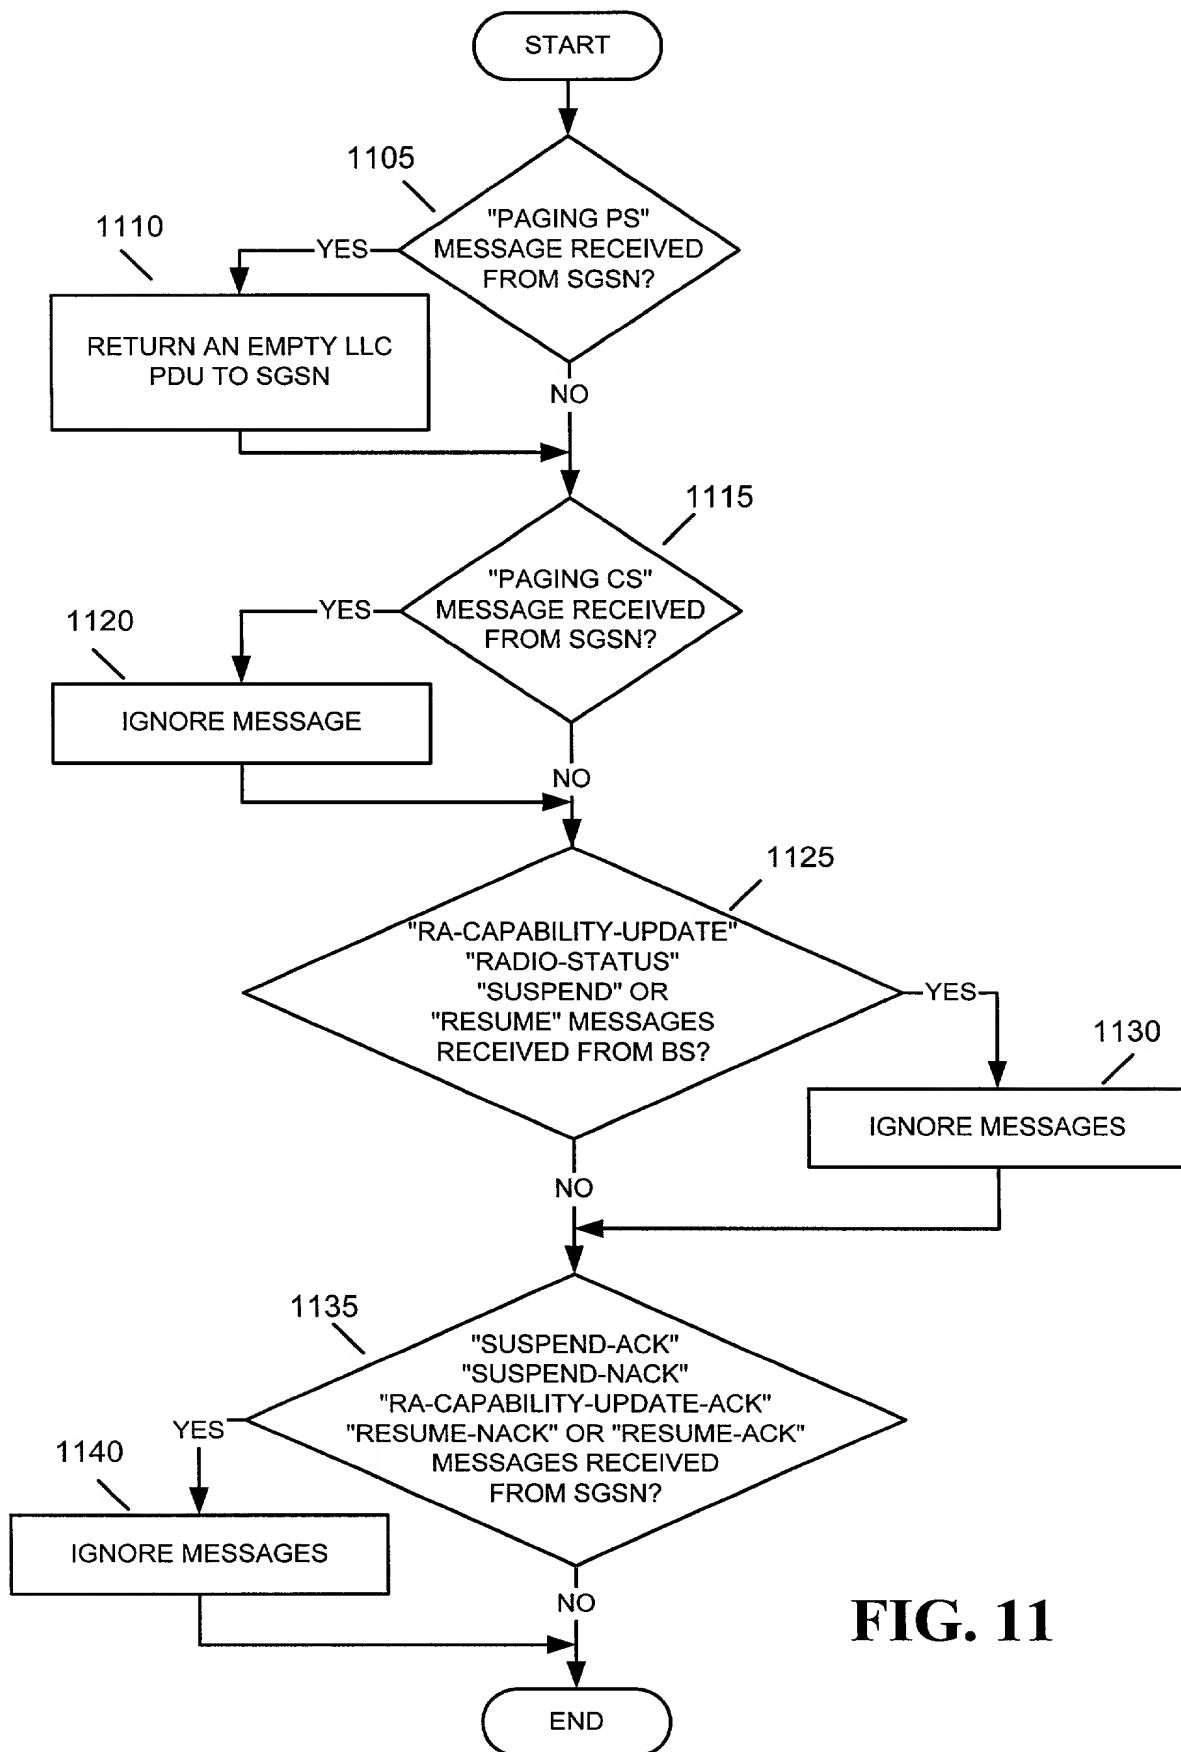 START
1105
"PAGING PS"
MESSAGE RECEIVED
FROM SGSN?
1110
YES
RETURN AN EMPTY LLC
PDU TO SGSN
NO
1115
"PAGING CS"
MESSAGE RECEIVED
FROM SGSN?
YES
1120
IGNORE MESSAGE
NO
1125
"RA-CAPABILITY-UPDATE"
"RADIO-STATUS"
"SUSPEND" OR
"RESUME" MESSAGES
RECEIVED FROM BS?
YES
1130
IGNORE MESSAGES
NO
1135
"SUSPEND-ACK"
"SUSPEND-NACK"
"RA-CAPABILITY-UPDATE-ACK"
"RESUME-NACK" OR "RESUME-ACK"
MESSAGES RECEIVED
FROM SGSN?
YES
1140
IGNORE MESSAGES
NO
FIG. 11
END